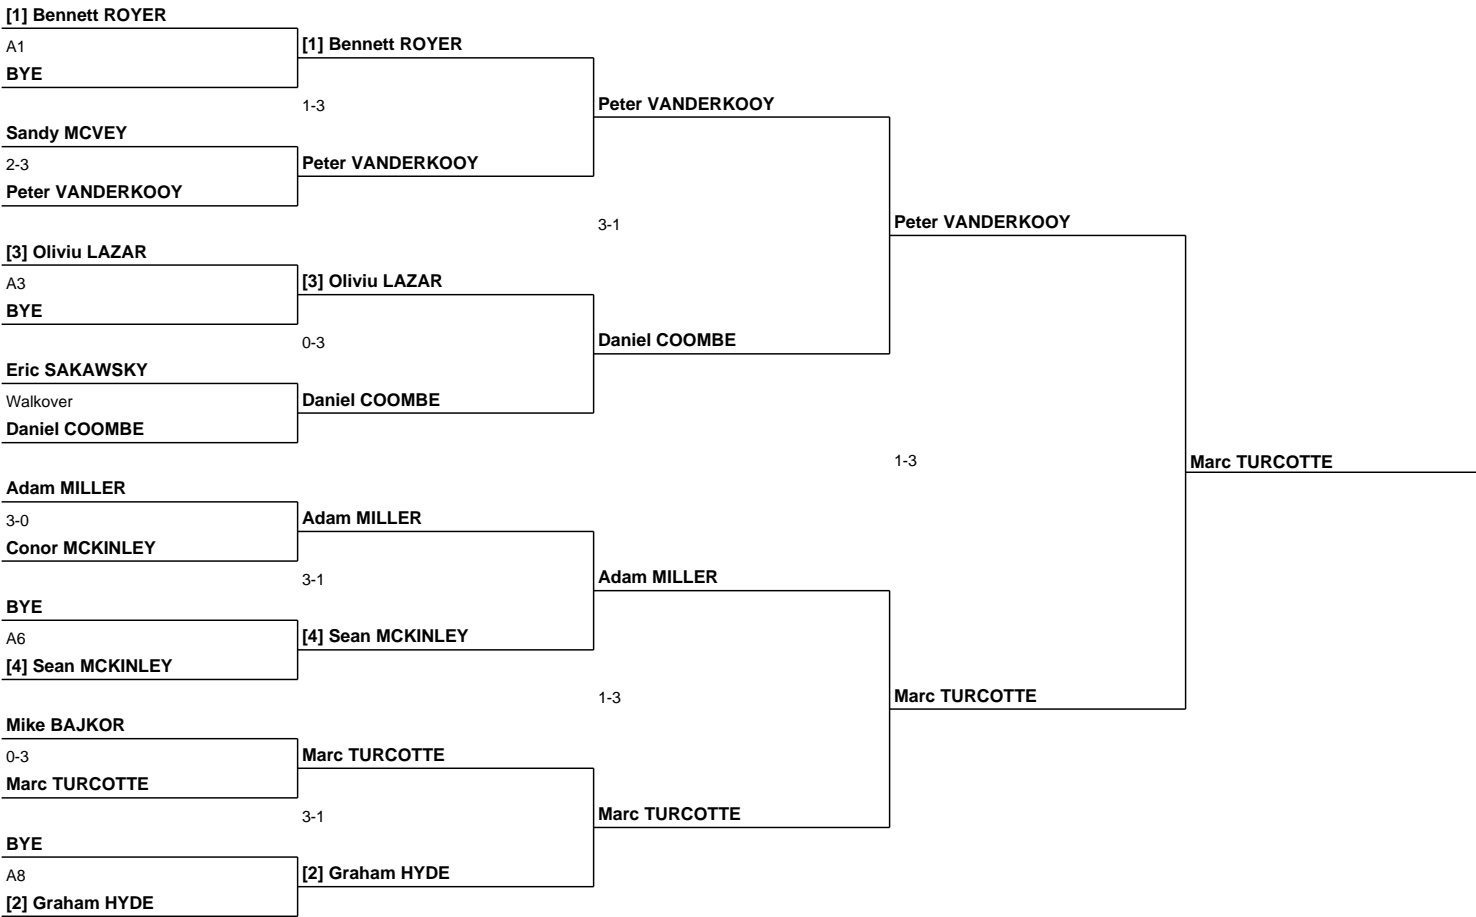 [1] Bennett ROYER
A1
BYE
Sandy MCVEY
2-3
Peter VANDERKOOY
[3] Oliviu LAZAR
A3
BYE
Eric SAKAWSKY
Walkover
Daniel COOMBE
Adam MILLER
3-0
Conor MCKINLEY
BYE
A6
[4] Sean MCKINLEY
Mike BAJKOR
0-3
Marc TURCOTTE
BYE
A8
[2] Graham HYDE
[1] Bennett ROYER
1-3
Peter VANDERKOOY
[3] Oliviu LAZAR
0-3
Daniel COOMBE
Adam MILLER
3-1
[4] Sean MCKINLEY
Marc TURCOTTE
3-1
[2] Graham HYDE
Peter VANDERKOOY
3-1
Daniel COOMBE
Adam MILLER
1-3
Marc TURCOTTE
Peter VANDERKOOY
1-3
Marc TURCOTTE
Marc TURCOTTE